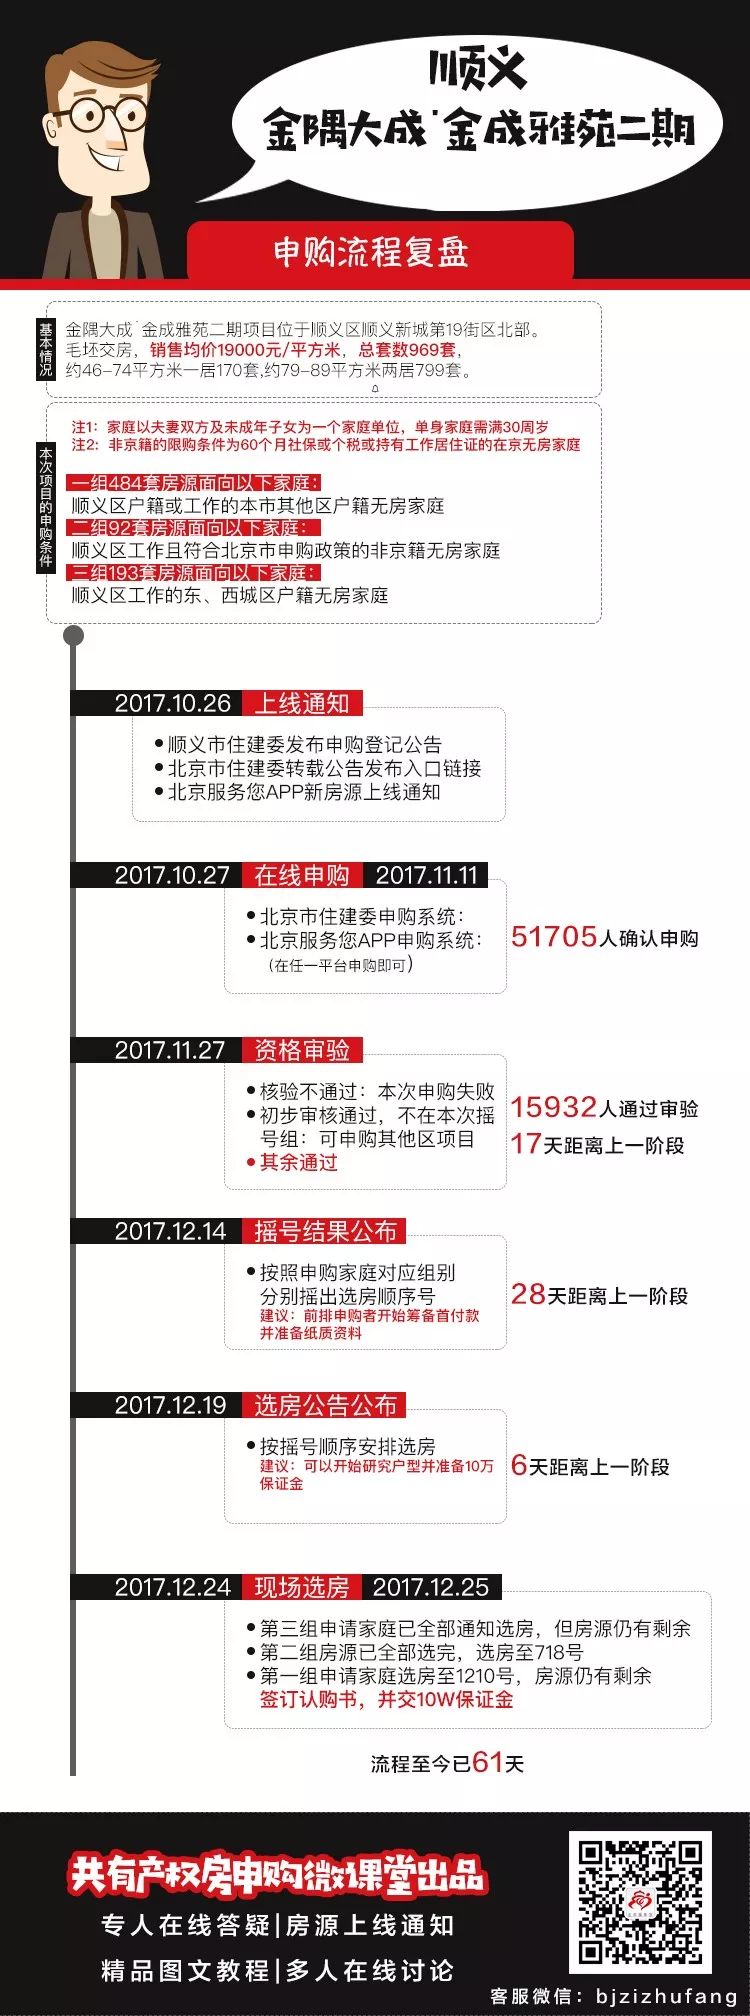 顺义
金隅大成·金成雅苑二期
申购流程复盘
基本情况
金隅大成·金成雅苑二期项目位于顺义区顺义新城第19街区北部。
毛坯交房，销售均价19000元/平方米，总套数969套，
约46-74平方米一居170套,约79-89平方米两居799套。
本次项目的申购条件
注1：家庭以夫妻双方及未成年子女为一个家庭单位，单身家庭需满30周岁
注2：非京籍的限购条件为60个月社保或个税或持有工作居住证的在京无房家庭
一组484套房源面向以下家庭：
顺义区户籍或工作的本市其他区户籍无房家庭
二组92套房源面向以下家庭：
顺义区工作且符合北京市申购政策的非京籍无房家庭
三组193套房源面向以下家庭：
顺义区工作的东、西城区户籍无房家庭
2017.10.26 上线通知
●顺义市住建委发布申购登记公告
●北京市住建委转载公告发布入口链接
●北京服务您APP新房源上线通知
2017.10.27 在线申购 2017.11.11
●北京市住建委申购系统：
●北京服务您APP申购系统：
（在任一平台申购即可）
51705人确认申购
2017.11.27 资格审验
●核验不通过：本次申购失败
●初步审核通过，不在本次摇
号组：可申购其他区项目
●其余通过
15932人通过审验
17天距离上一阶段
2017.12.14 摇号结果公布
●按照申购家庭对应组别
分别摇出选房顺序号
建议：前排申购者开始筹备首付款
并准备纸质资料
28天距离上一阶段
2017.12.19 选房公告公布
●按摇号顺序安排选房
建议：可以开始研究户型并准备10万
保证金
6天距离上一阶段
2017.12.24 现场选房 2017.12.25
●第三组申请家庭已全部通知选房，但房源仍有剩余
●第二组房源已全部选完，选房至718号
●第一组申请家庭选房至1210号，房源仍有剩余
签订认购书，并交10W保证金
流程至今已61天
共有产权房申购微课堂出品
专人在线答疑|房源上线通知
精品图文教程|多人在线讨论
客服微信：bjzizhufang